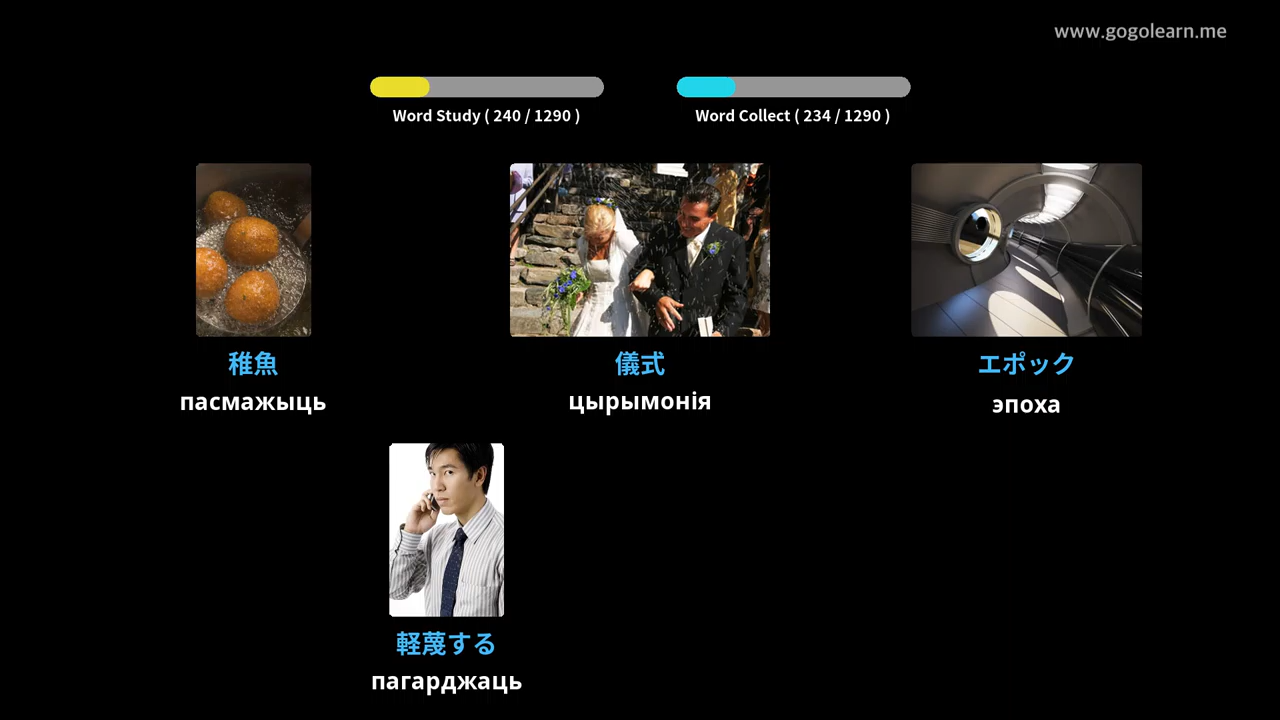 www.gogolearn.me
Word Study ( 240 / 1290 )
Word Collect ( 234 / 1290 )
稚魚
пасмажыць
儀式
цырымонія
エポック
эпоха
軽蔑する
пагарджаць